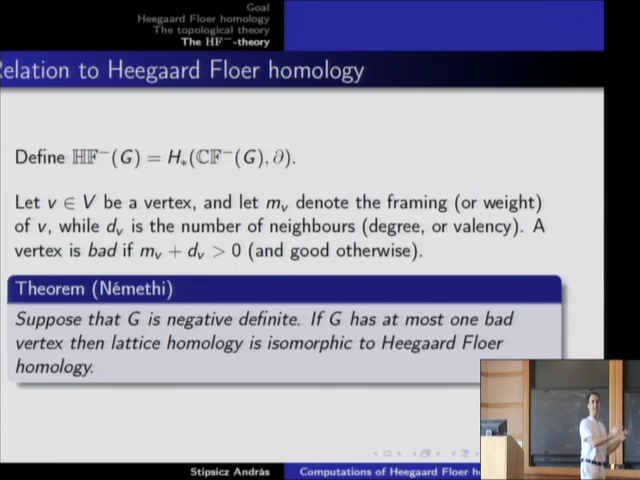 Goal
Heegaard Floer homology
The topological theory
The HF⁻-theory
elation to Heegaard Floer homology
Define ℍ𝔽⁻(G) = H∗(ℂ𝔽⁻(G), ∂).
Let v ∈ V be a vertex, and let mᵥ denote the framing (or weight)
of v, while dᵥ is the number of neighbours (degree, or valency). A
vertex is bad if mᵥ + dᵥ > 0 (and good otherwise).
Theorem (Némethi)
Suppose that G is negative definite. If G has at most one bad
vertex then lattice homology is isomorphic to Heegaard Floer
homology.
Stipsicz András
Computations of Heegaard Floer h